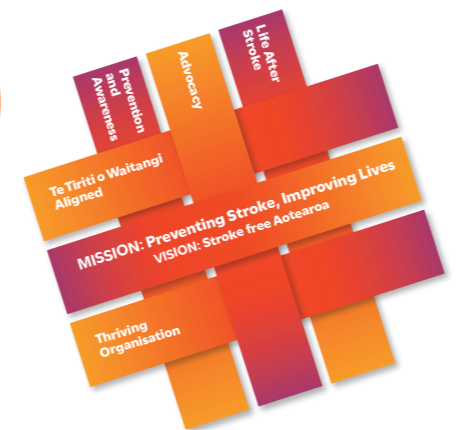 Prevention
and
Awareness
Advocacy
Life After
Stroke
Te Tiriti o Waitangi
Aligned
MISSION: Preventing Stroke, Improving Lives
VISION: Stroke free Aotearoa
Thriving
Organisation